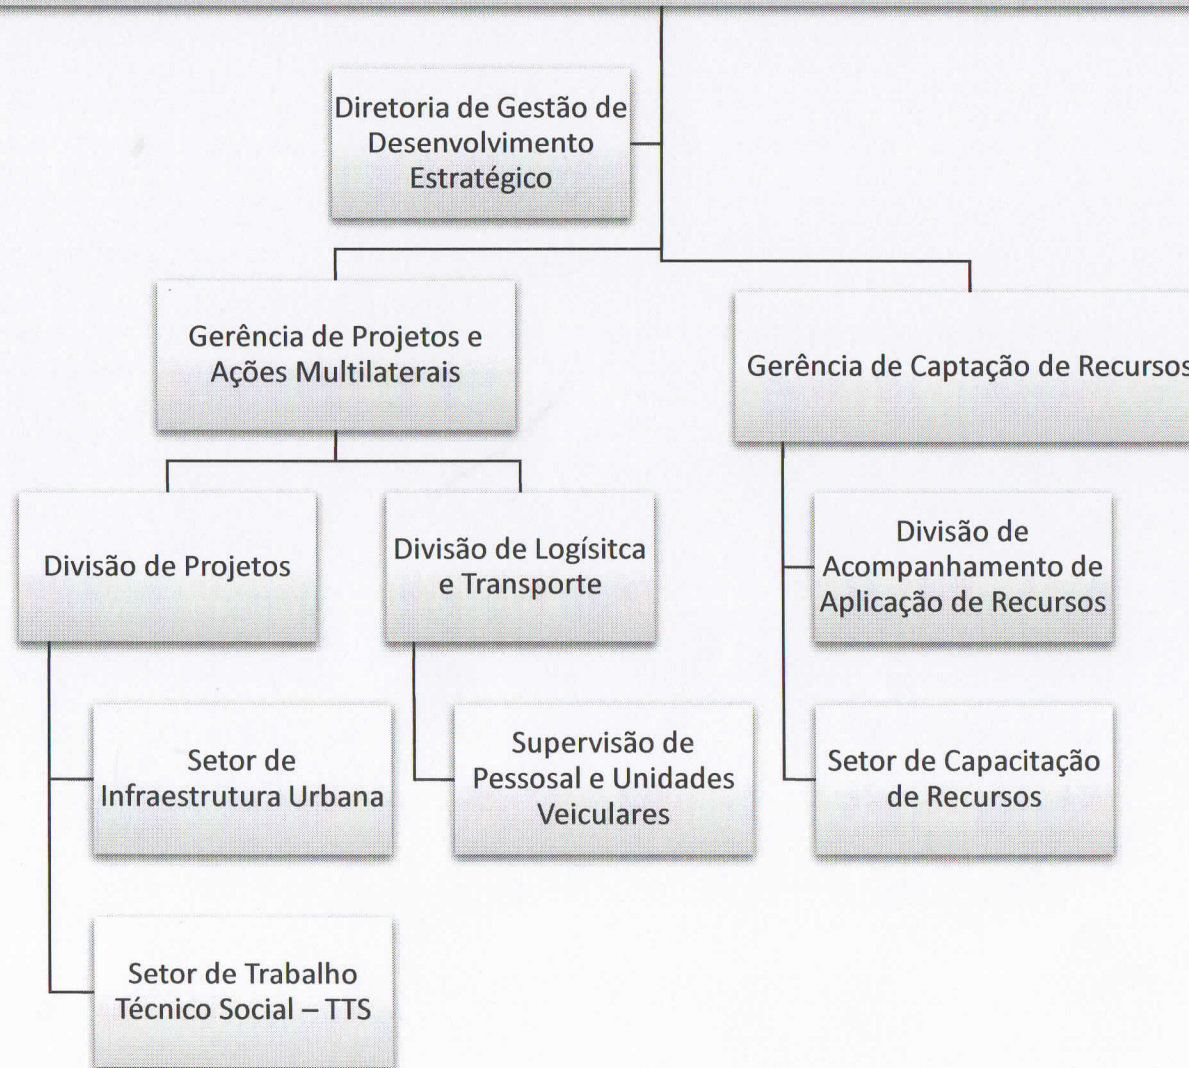 Diretoria de Gestão de
Desenvolvimento
Estratégico
Gerência de Projetos e
Ações Multilaterais
Gerência de Captação de Recursos
Divisão de Projetos
Divisão de Logísitca
e Transporte
Divisão de
Acompanhamento de
Aplicação de Recursos
Setor de
Infraestrutura Urbana
Supervisão de
Pessosal e Unidades
Veiculares
Setor de Capacitação
de Recursos
Setor de Trabalho
Técnico Social – TTS